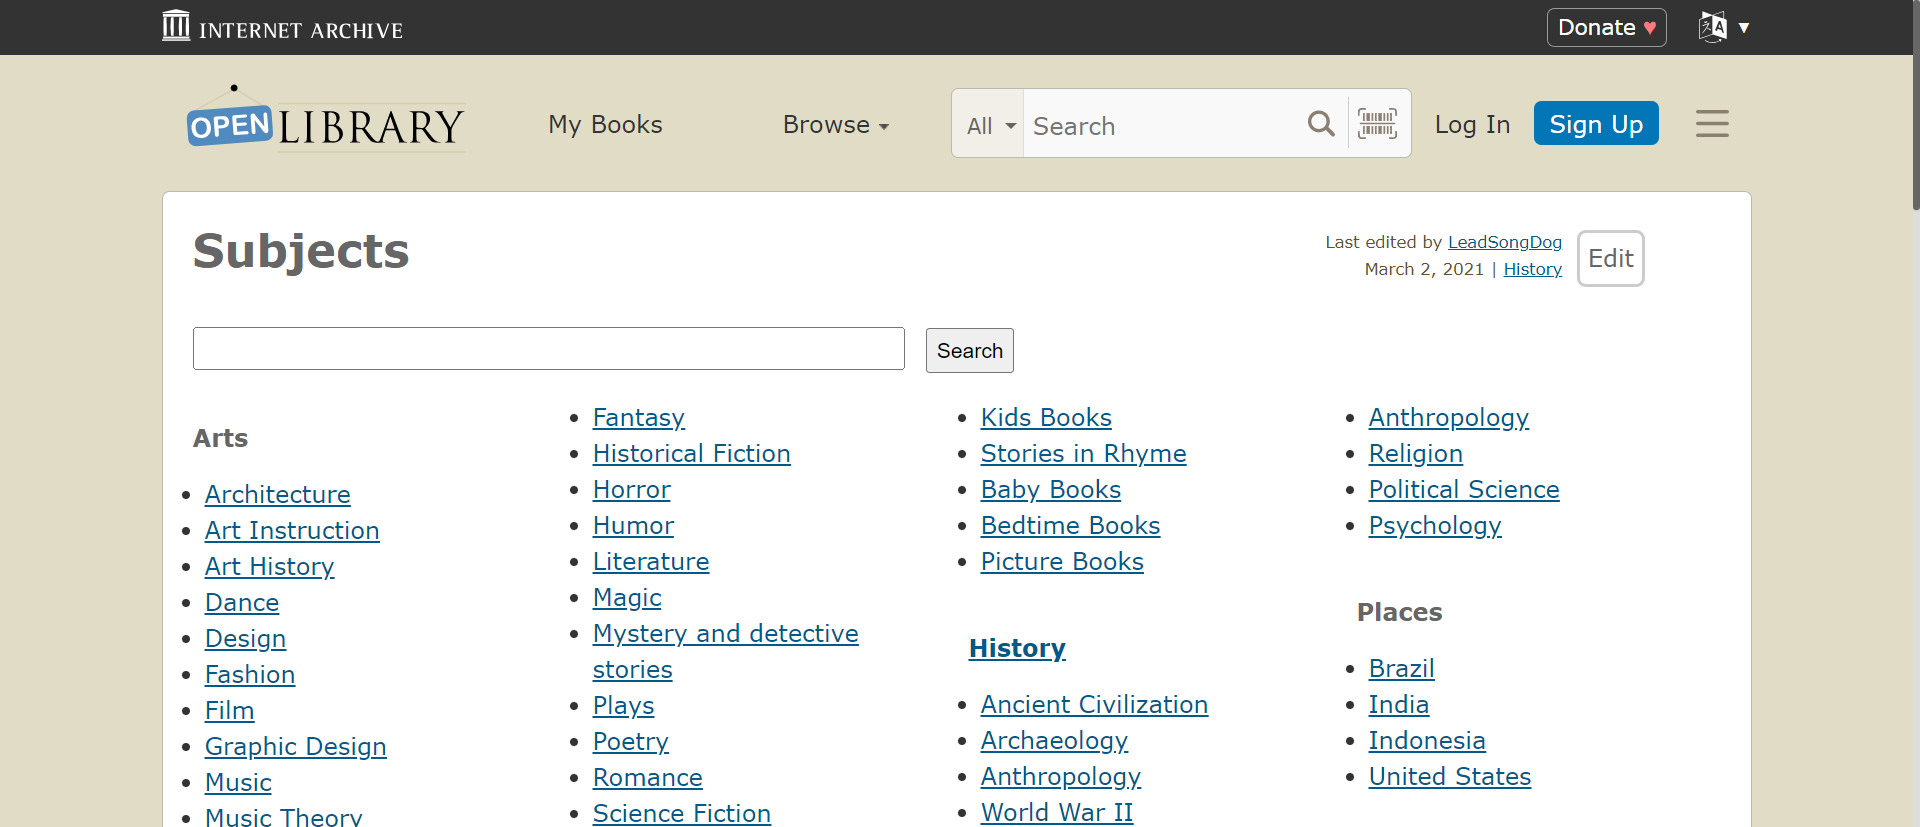 INTERNET ARCHIVE
Donate ♥
▼
OPEN LIBRARY
My Books
Browse
All
Search
Log In
Sign Up
Subjects
Last edited by LeadSongDog
March 2, 2021 | History
Edit
Search
Arts
• Architecture
• Art Instruction
• Art History
• Dance
• Design
• Fashion
• Film
• Graphic Design
• Music
• Music Theory
• Fantasy
• Historical Fiction
• Horror
• Humor
• Literature
• Magic
• Mystery and detective
stories
• Plays
• Poetry
• Romance
• Science Fiction
• Kids Books
• Stories in Rhyme
• Baby Books
• Bedtime Books
• Picture Books
History
• Ancient Civilization
• Archaeology
• Anthropology
• World War II
• Anthropology
• Religion
• Political Science
• Psychology
Places
• Brazil
• India
• Indonesia
• United States